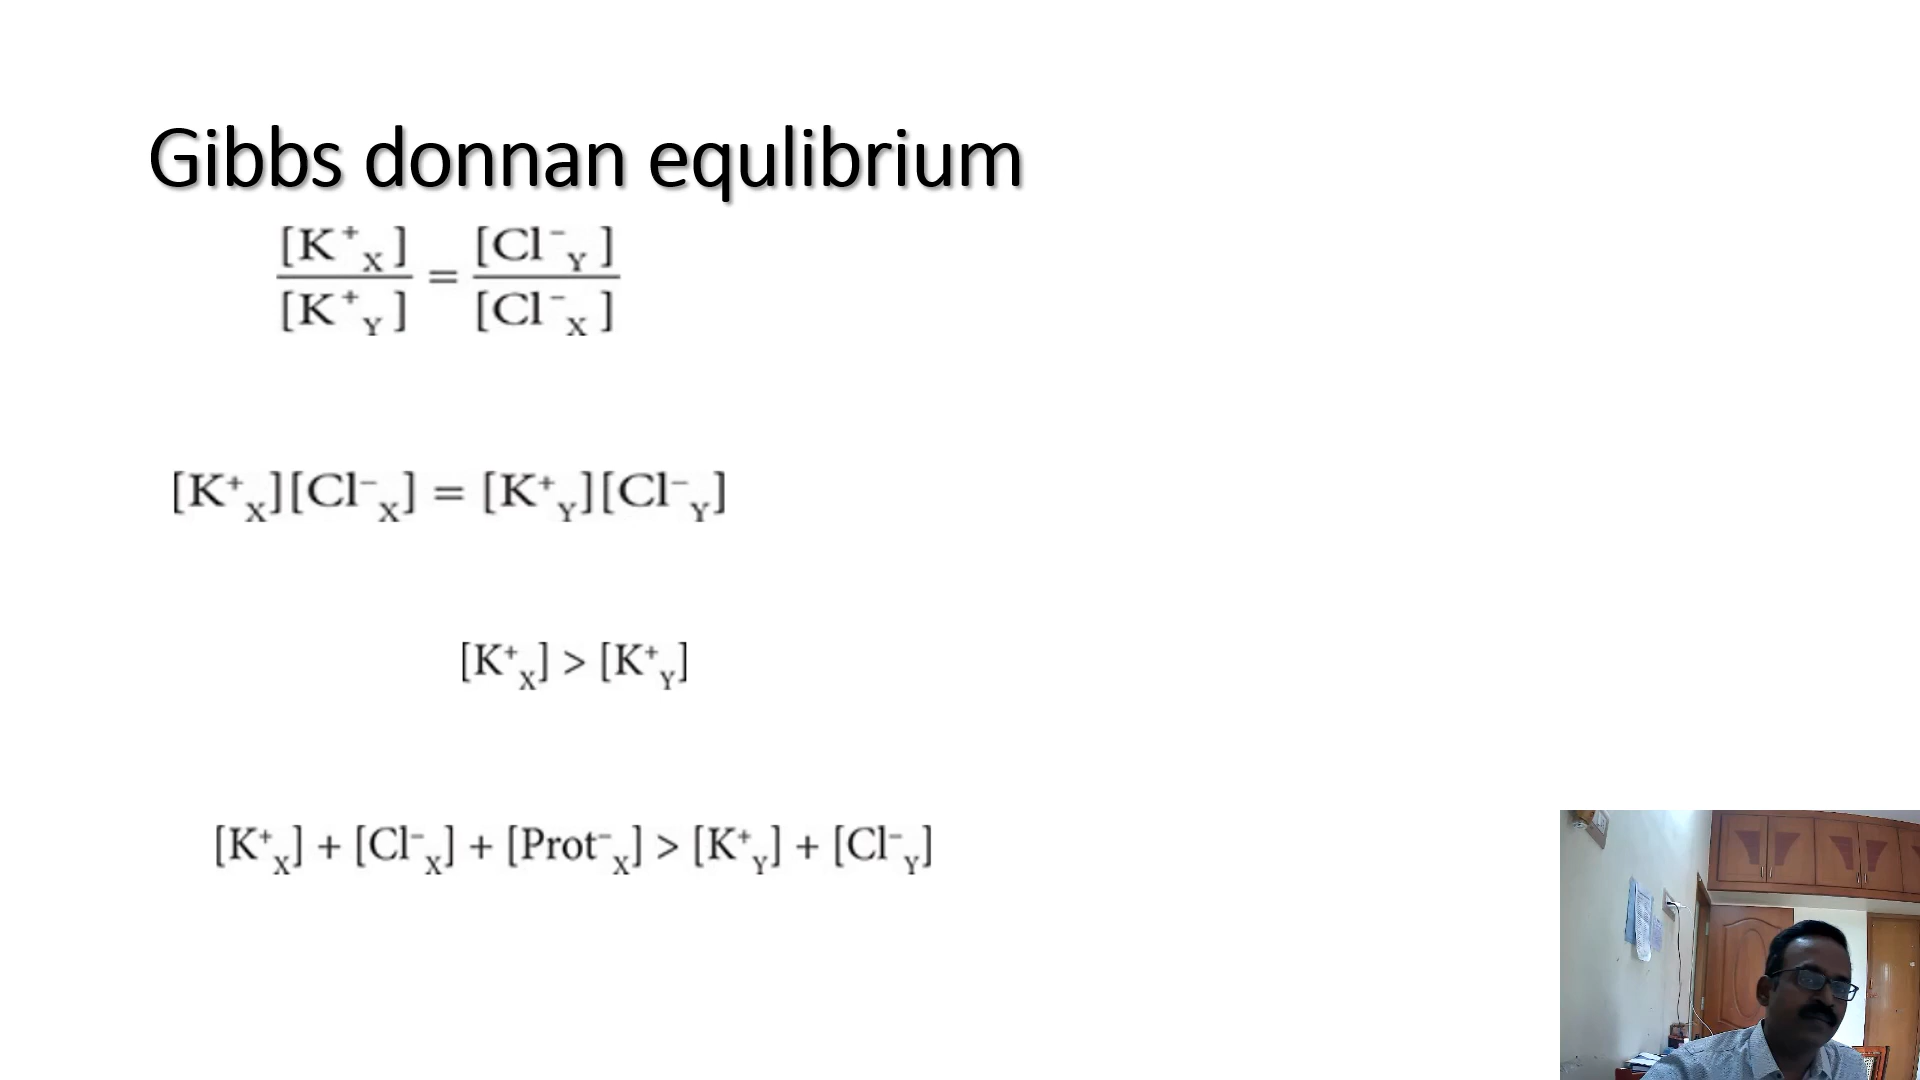 Gibbs donnan equlibrium
[K⁺X] / [K⁺Y] = [Cl⁻Y] / [Cl⁻X]
[K⁺X][Cl⁻X] = [K⁺Y][Cl⁻Y]
[K⁺X] > [K⁺Y]
[K⁺X] + [Cl⁻X] + [Prot⁻X] > [K⁺Y] + [Cl⁻Y]